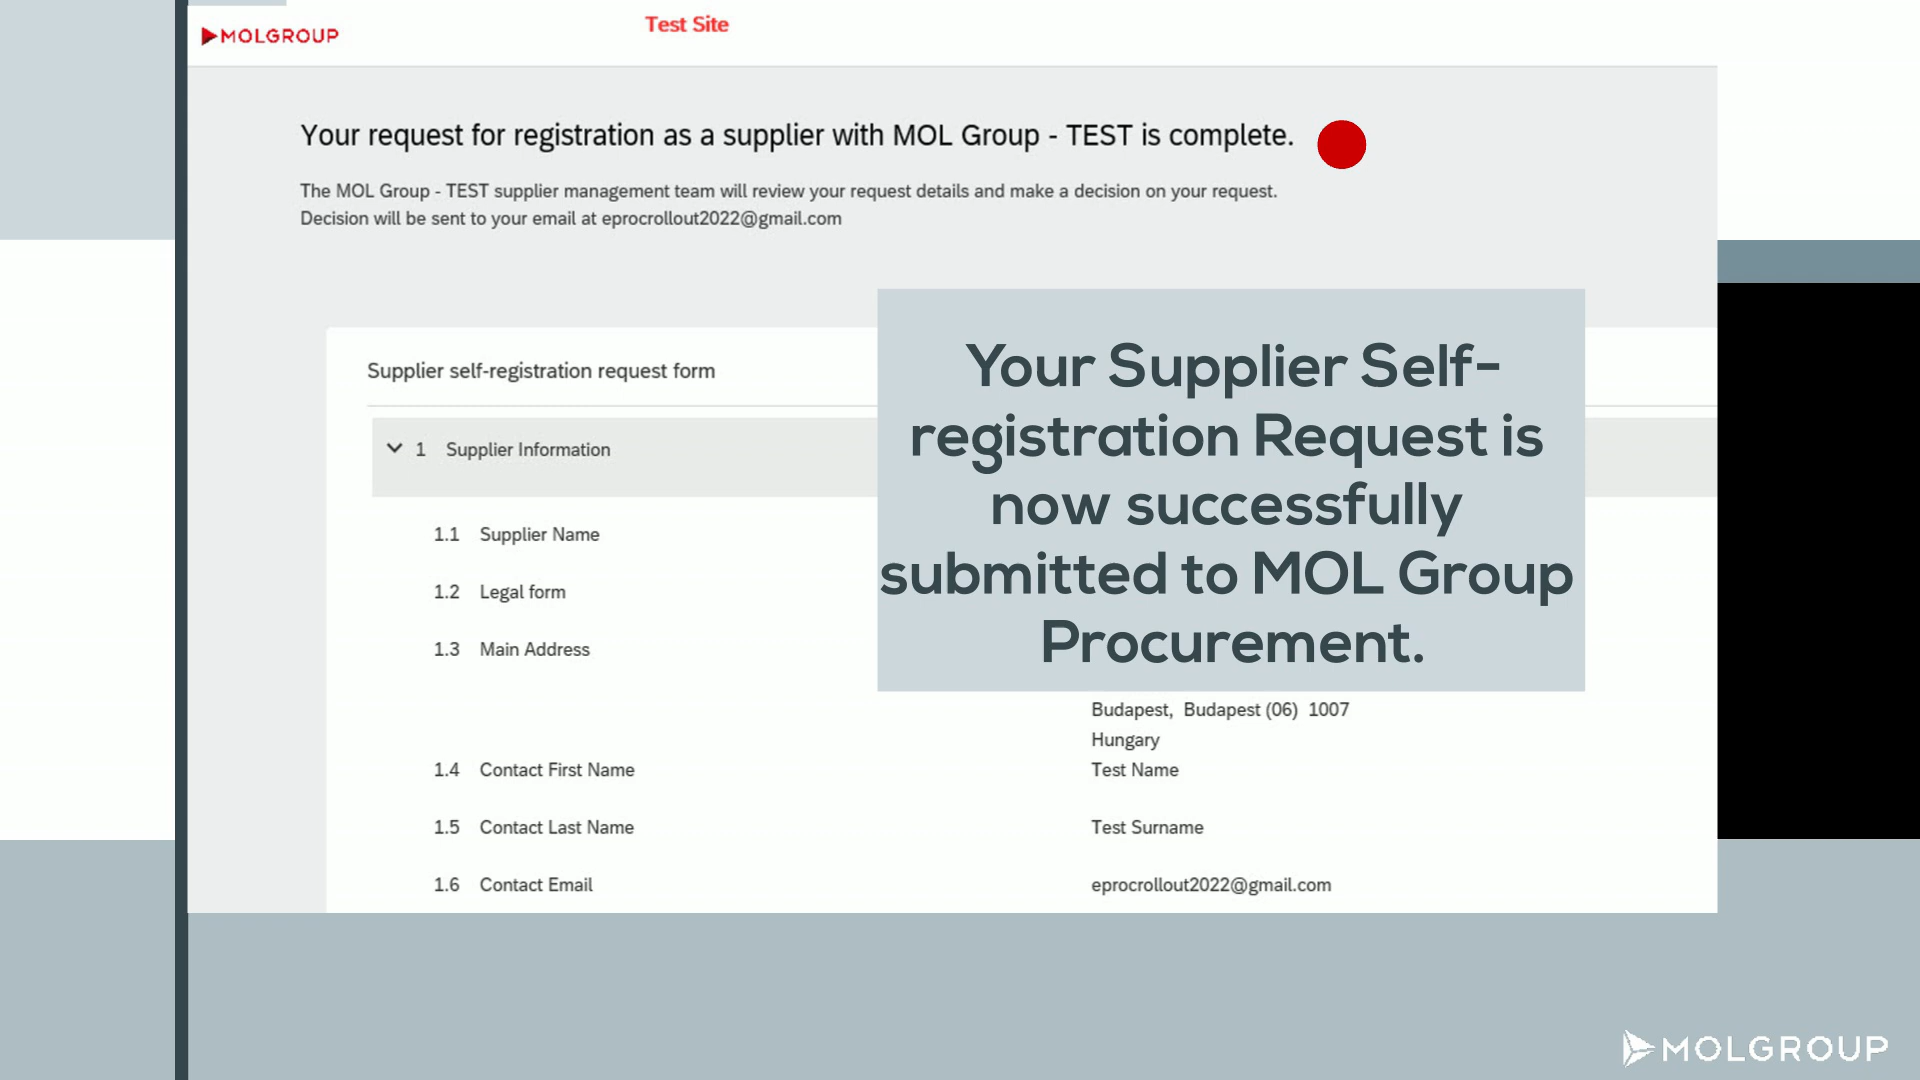 MOLGROUP
Test Site
Your request for registration as a supplier with MOL Group - TEST is complete.
The MOL Group - TEST supplier management team will review your request details and make a decision on your request.
Decision will be sent to your email at eprocrollout2022@gmail.com
Supplier self-registration request form
1 Supplier Information
1.1 Supplier Name
1.2 Legal form
1.3 Main Address
Budapest, Budapest (06) 1007
Hungary
1.4 Contact First Name Test Name
1.5 Contact Last Name Test Surname
1.6 Contact Email eprocrollout2022@gmail.com
Your Supplier Self-
registration Request is
now successfully
submitted to MOL Group
Procurement.
MOLGROUP